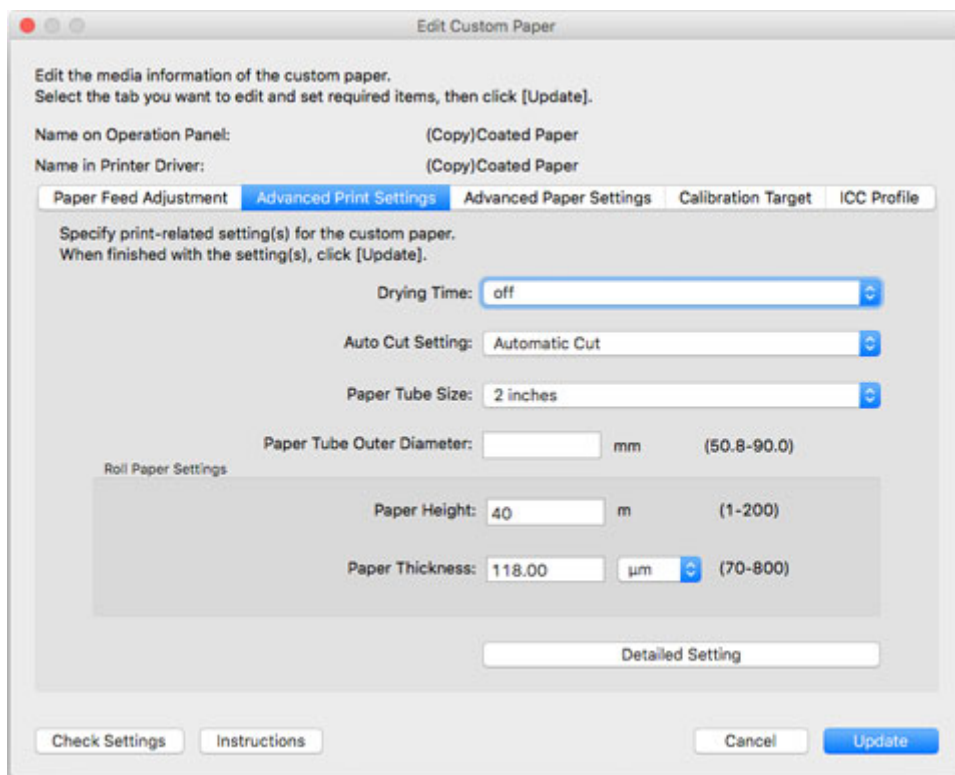 Edit Custom Paper
Edit the media information of the custom paper.
Select the tab you want to edit and set required items, then click [Update].
Name on Operation Panel: (Copy)Coated Paper
Name in Printer Driver: (Copy)Coated Paper
Paper Feed Adjustment Advanced Print Settings Advanced Paper Settings Calibration Target ICC Profile
Specify print-related setting(s) for the custom paper.
When finished with the setting(s), click [Update].
Drying Time: off
Auto Cut Setting: Automatic Cut
Paper Tube Size: 2 inches
Paper Tube Outer Diameter: mm (50.8-90.0)
Roll Paper Settings
Paper Height: 40 m (1-200)
Paper Thickness: 118.00 µm (70-800)
Detailed Setting
Check Settings Instructions Cancel Update